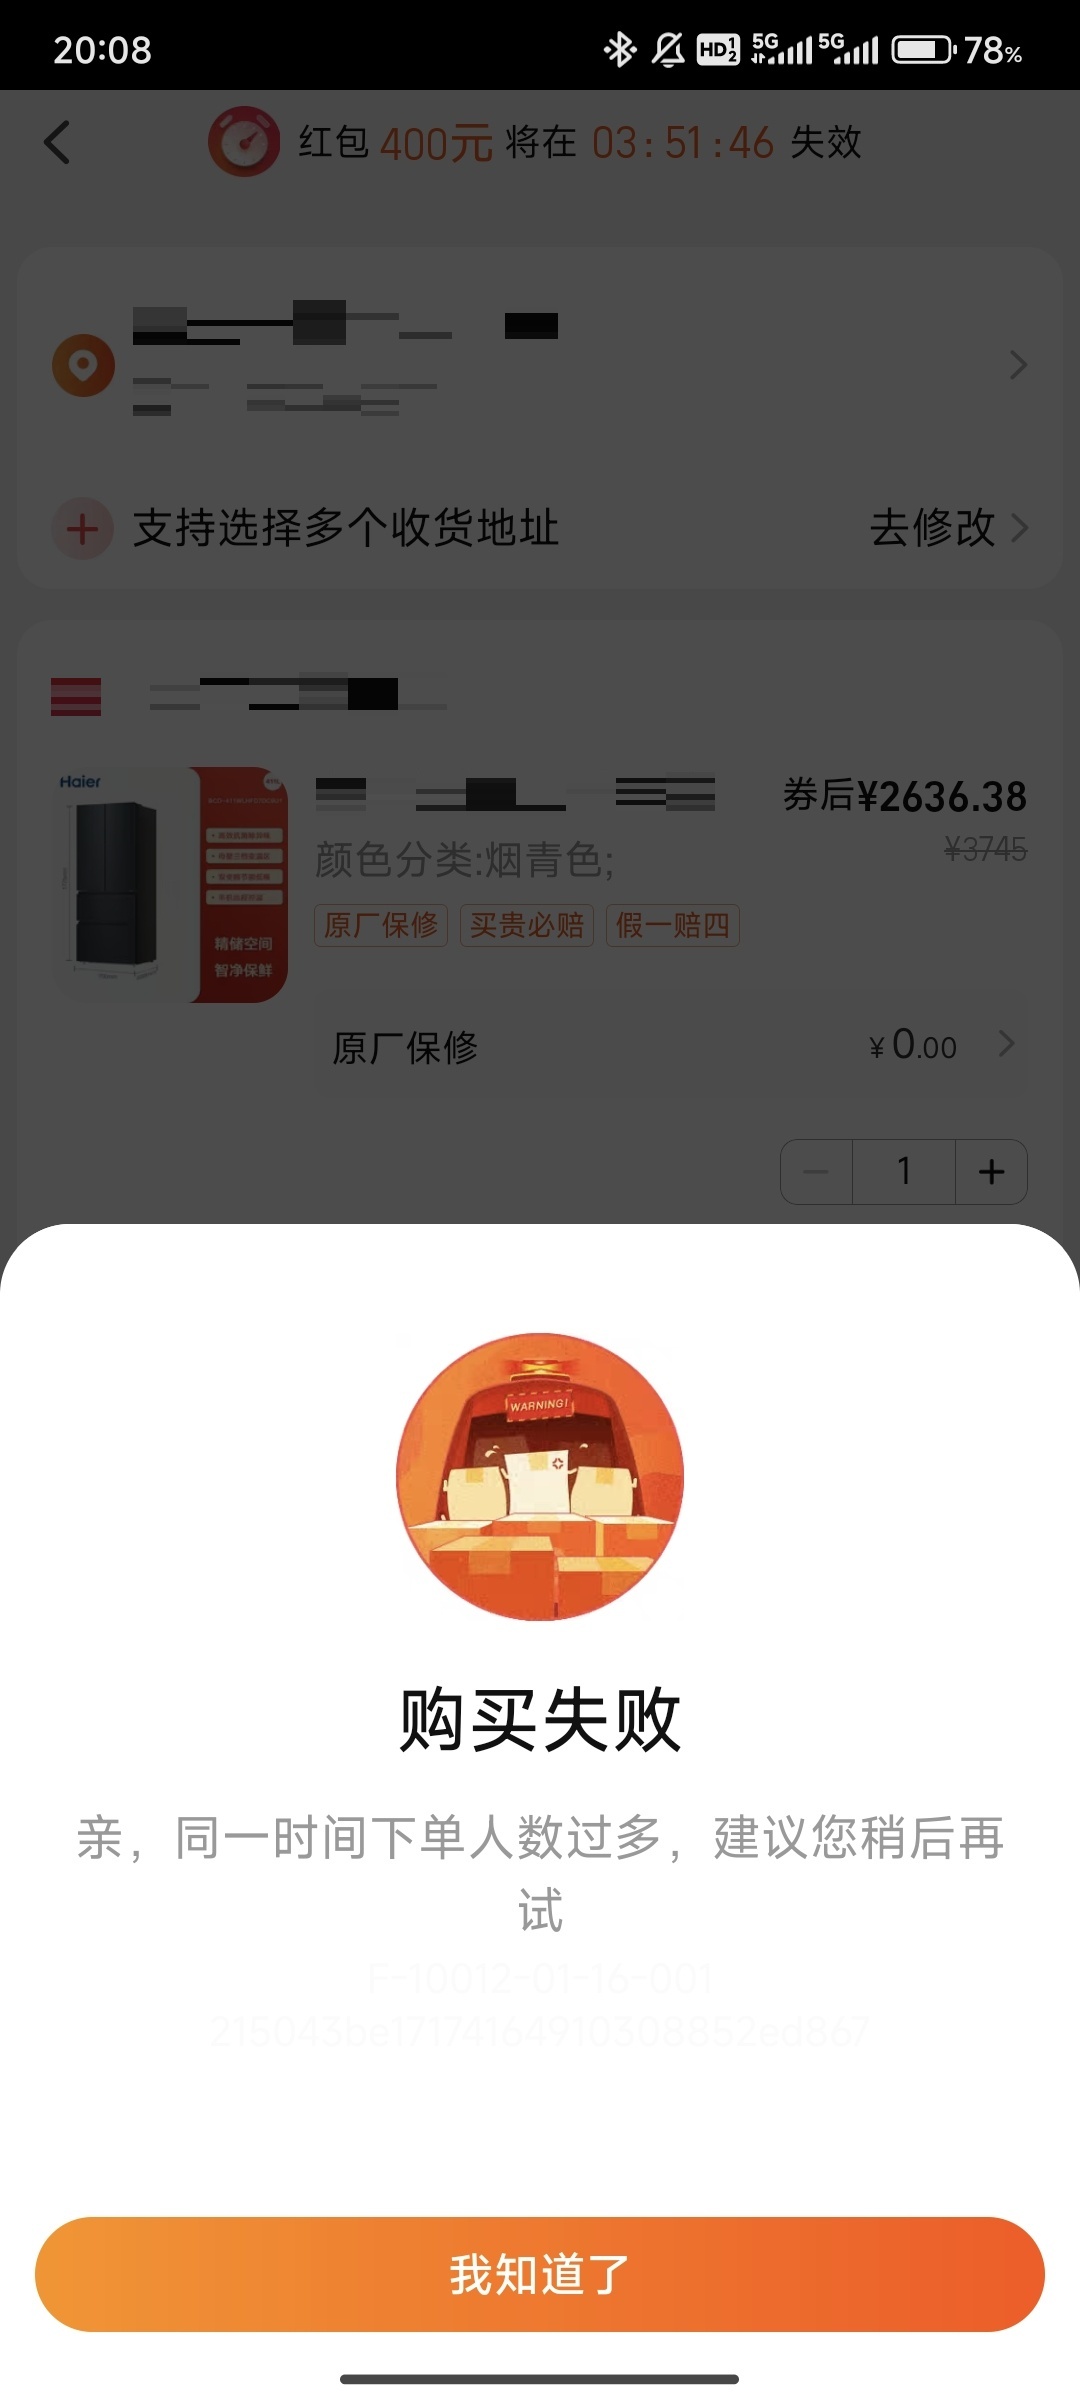 20:08
HD 1 2 5G 5G 78%
红包 400元 将在 03:51:46 失效
支持选择多个收货地址 去修改
Haier
券后¥2636.38
¥3745
颜色分类:烟青色;
原厂保修 买贵必赔 假一赔四
精储空间
智净保鲜
原厂保修 ¥0.00
1
WARNING!
购买失败
亲，同一时间下单人数过多，建议您稍后再
试
F-10012-01-16-001
215043be17174164910308852ed867
我知道了